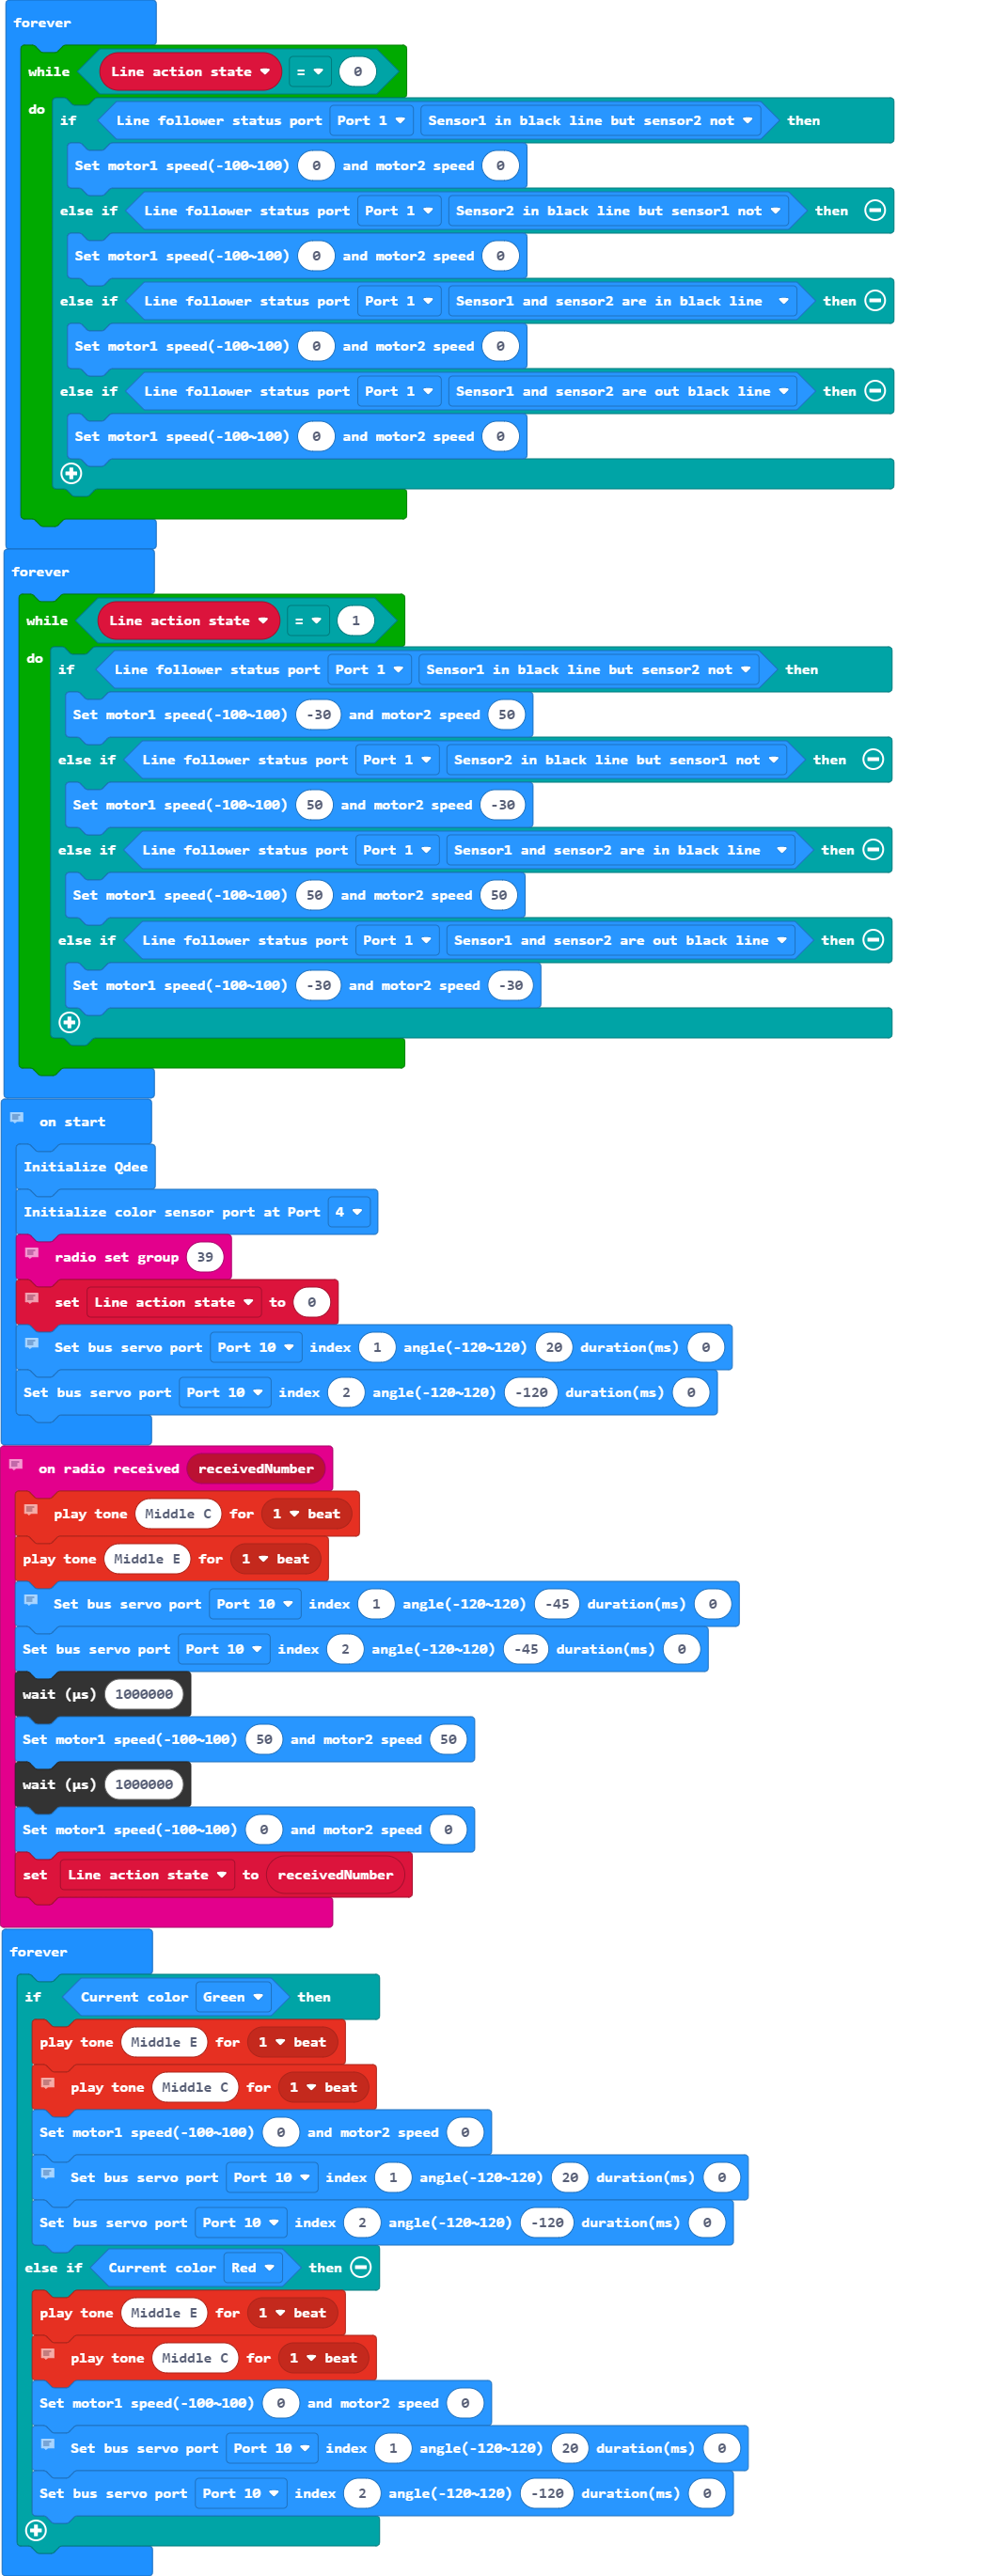 forever
while Line action state = 0
do if Line follower status port Port 1 Sensor1 in black line but sensor2 not then
Set motor1 speed(-100~100) 0 and motor2 speed 0
else if Line follower status port Port 1 Sensor2 in black line but sensor1 not then
Set motor1 speed(-100~100) 0 and motor2 speed 0
else if Line follower status port Port 1 Sensor1 and sensor2 are in black line then
Set motor1 speed(-100~100) 0 and motor2 speed 0
else if Line follower status port Port 1 Sensor1 and sensor2 are out black line then
Set motor1 speed(-100~100) 0 and motor2 speed 0
forever
while Line action state = 1
do if Line follower status port Port 1 Sensor1 in black line but sensor2 not then
Set motor1 speed(-100~100) -30 and motor2 speed 50
else if Line follower status port Port 1 Sensor2 in black line but sensor1 not then
Set motor1 speed(-100~100) 50 and motor2 speed -30
else if Line follower status port Port 1 Sensor1 and sensor2 are in black line then
Set motor1 speed(-100~100) 50 and motor2 speed 50
else if Line follower status port Port 1 Sensor1 and sensor2 are out black line then
Set motor1 speed(-100~100) -30 and motor2 speed -30
on start
Initialize Qdee
Initialize color sensor port at Port 4
radio set group 39
set Line action state to 0
Set bus servo port Port 10 index 1 angle(-120~120) 20 duration(ms) 0
Set bus servo port Port 10 index 2 angle(-120~120) -120 duration(ms) 0
on radio received receivedNumber
play tone Middle C for 1 beat
play tone Middle E for 1 beat
Set bus servo port Port 10 index 1 angle(-120~120) -45 duration(ms) 0
Set bus servo port Port 10 index 2 angle(-120~120) -45 duration(ms) 0
wait (µs) 1000000
Set motor1 speed(-100~100) 50 and motor2 speed 50
wait (µs) 1000000
Set motor1 speed(-100~100) 0 and motor2 speed 0
set Line action state to receivedNumber
forever
if Current color Green then
play tone Middle E for 1 beat
play tone Middle C for 1 beat
Set motor1 speed(-100~100) 0 and motor2 speed 0
Set bus servo port Port 10 index 1 angle(-120~120) 20 duration(ms) 0
Set bus servo port Port 10 index 2 angle(-120~120) -120 duration(ms) 0
else if Current color Red then
play tone Middle E for 1 beat
play tone Middle C for 1 beat
Set motor1 speed(-100~100) 0 and motor2 speed 0
Set bus servo port Port 10 index 1 angle(-120~120) 20 duration(ms) 0
Set bus servo port Port 10 index 2 angle(-120~120) -120 duration(ms) 0